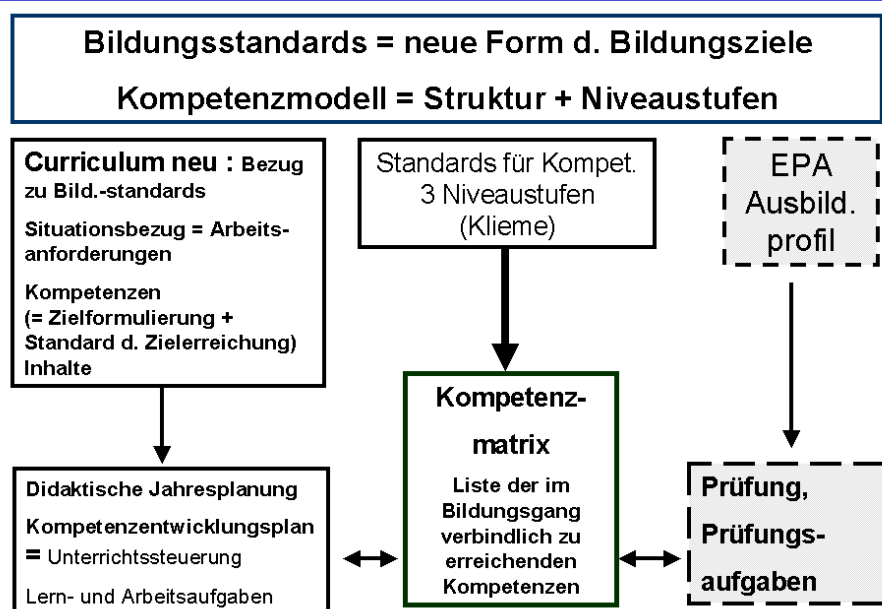 Bildungsstandards = neue Form d. Bildungsziele
Kompetenzmodell = Struktur + Niveaustufen
Curriculum neu : Bezug
zu Bild.-standards
Situationsbezug = Arbeits-
anforderungen
Kompetenzen
(= Zielformulierung +
Standard d. Zielerreichung)
Inhalte
Standards für Kompet.
3 Niveaustufen
(Klieme)
EPA
Ausbild.
profil
Didaktische Jahresplanung
Kompetenzentwicklungsplan
= Unterrichtssteuerung
Lern- und Arbeitsaufgaben
Kompetenz-
matrix
Liste der im
Bildungsgang
verbindlich zu
erreichenden
Kompetenzen
Prüfung,
Prüfungs-
aufgaben